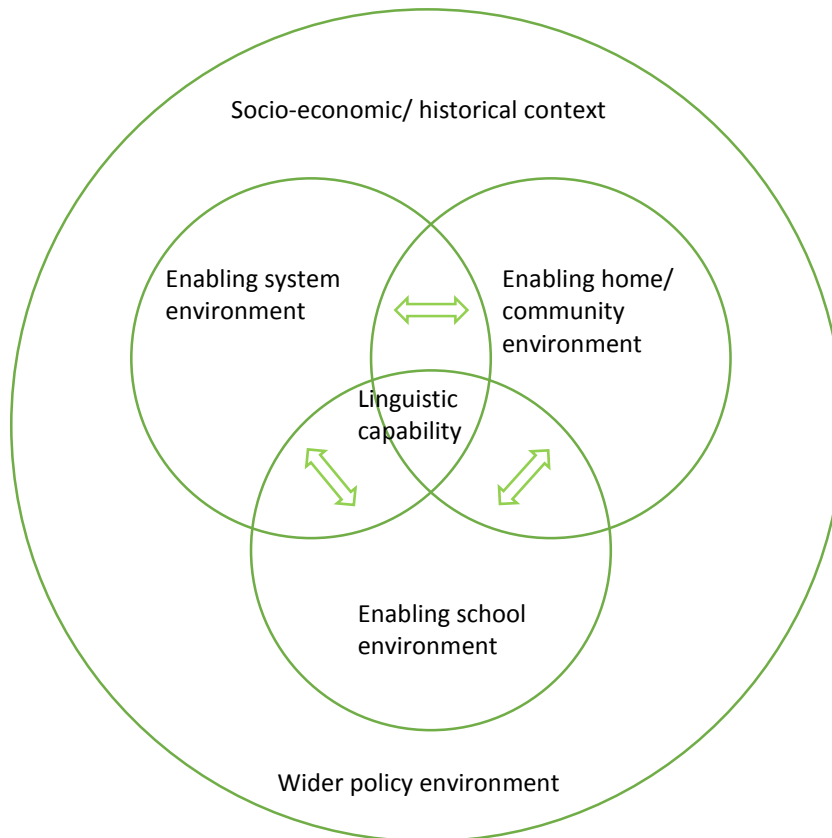 Socio-economic/ historical context
Enabling system
environment
Enabling home/
community
environment
Linguistic
capability
Enabling school
environment
Wider policy environment